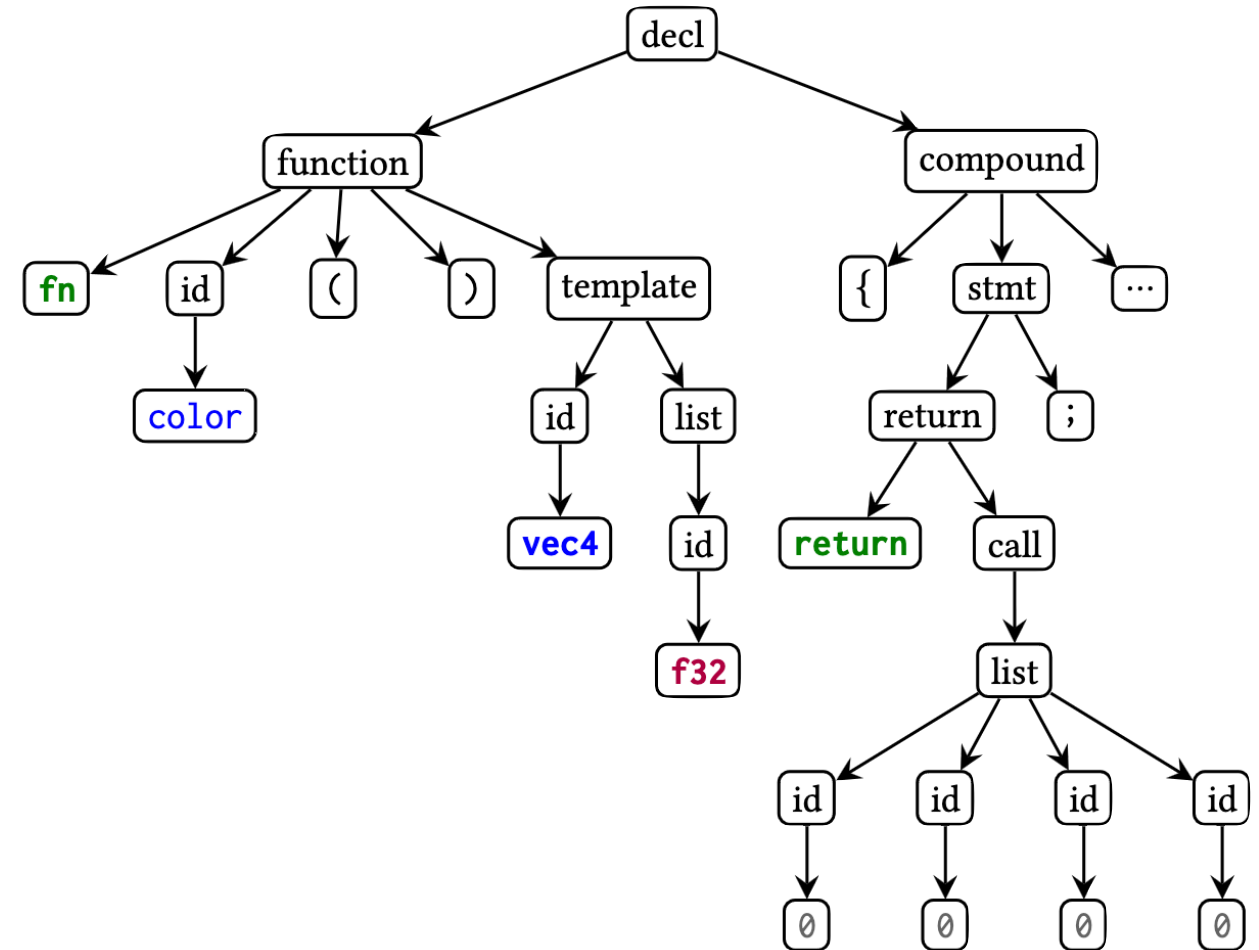 decl
function compound
fn id ( ) template { stmt ...
color id list return ;
vec4 id return call
f32 list
id id id id
0 0 0 0